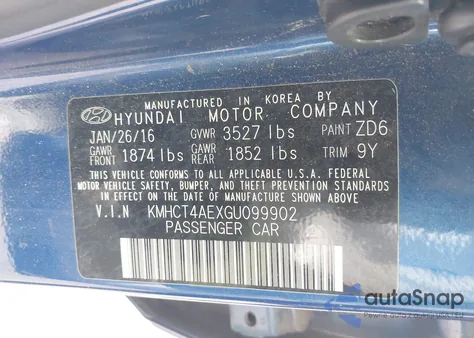 MANUFACTURED IN KOREA BY
HYUNDAI MOTOR COMPANY
JAN/26/16 GVWR 3527 lbs PAINT ZD6
GAWR FRONT 1874 lbs GAWR REAR 1852 lbs TRIM 9Y
THIS VEHICLE CONFORMS TO ALL APPLICABLE U.S.A. FEDERAL
MOTOR VEHICLE SAFETY, BUMPER, AND THEFT PREVENTION
STANDARDS IN EFFECT ON THE DATE OF MANUFACTURE
SHOWN ABOVE.
V.I.N KMHCT4AEXGU099902
PASSENGER CAR
autoSnap